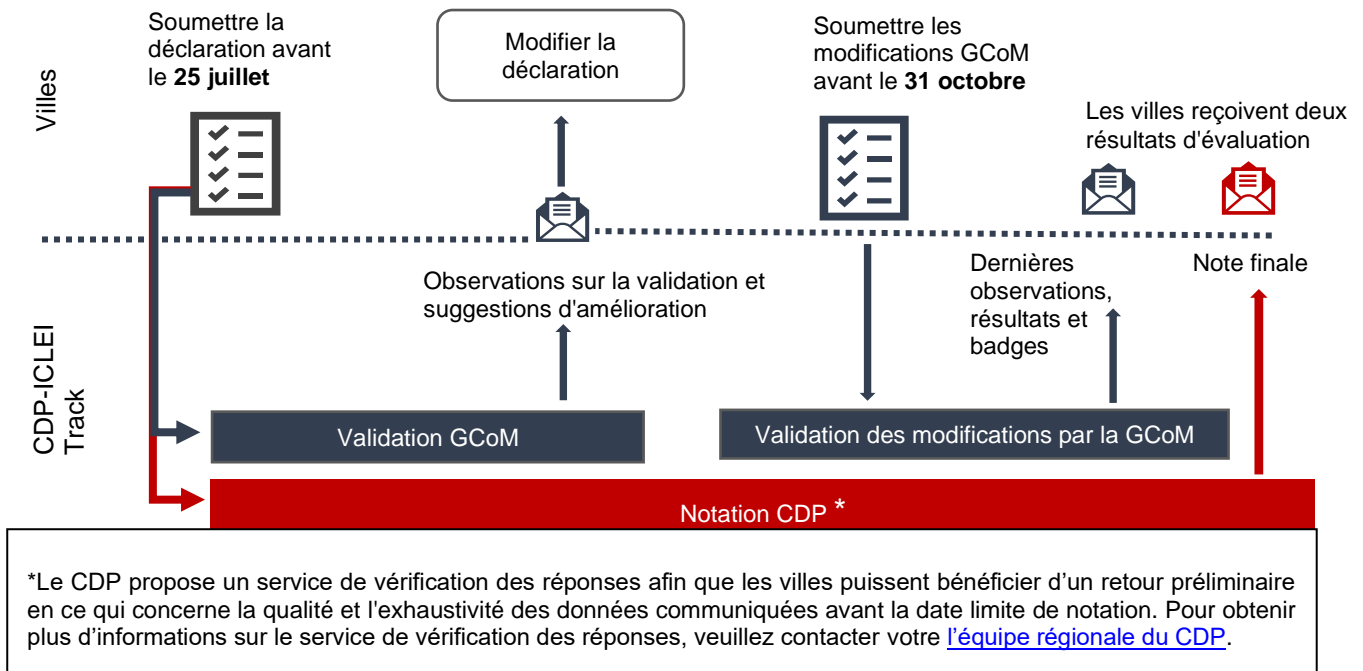 Soumettre la
déclaration avant
le 25 juillet
Modifier la
déclaration
Soumettre les
modifications GCoM
avant le 31 octobre
Les villes reçoivent deux
résultats d'évaluation
Villes
Observations sur la validation et
suggestions d'amélioration
Dernières
observations,
résultats et
badges
Note finale
CDP-ICLEI
Track
Validation GCoM
Validation des modifications par la GCoM
Notation CDP *
*Le CDP propose un service de vérification des réponses afin que les villes puissent bénéficier d’un retour préliminaire
en ce qui concerne la qualité et l'exhaustivité des données communiquées avant la date limite de notation. Pour obtenir
plus d’informations sur le service de vérification des réponses, veuillez contacter votre l’équipe régionale du CDP.